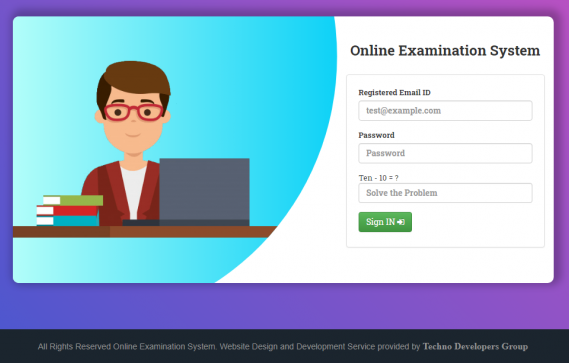 Online Examination System
Registered Email ID
test@example.com
Password
Password
Ten - 10 = ?
Solve the Problem
Sign IN
All Rights Reserved Online Examination System. Website Design and Development Service provided by Techno Developers Group